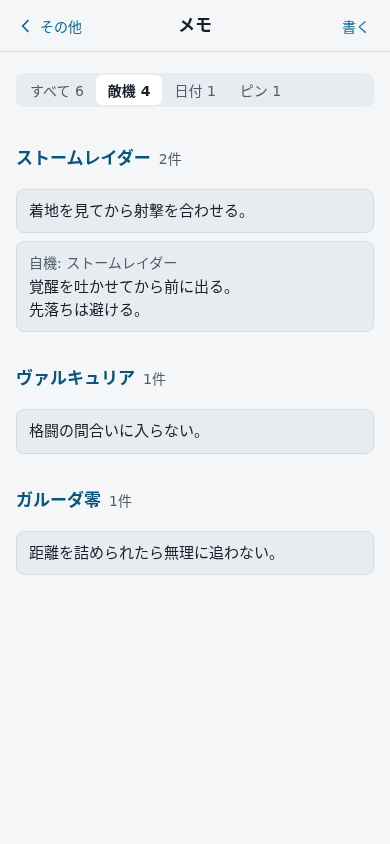 その他
メモ
書く
すべて 6
敵機 4
日付 1
ピン 1
ストームレイダー 2件
着地を見てから射撃を合わせる。
自機: ストームレイダー
覚醒を吐かせてから前に出る。
先落ちは避ける。
ヴァルキュリア 1件
格闘の間合いに入らない。
ガルーダ零 1件
距離を詰められたら無理に追わない。